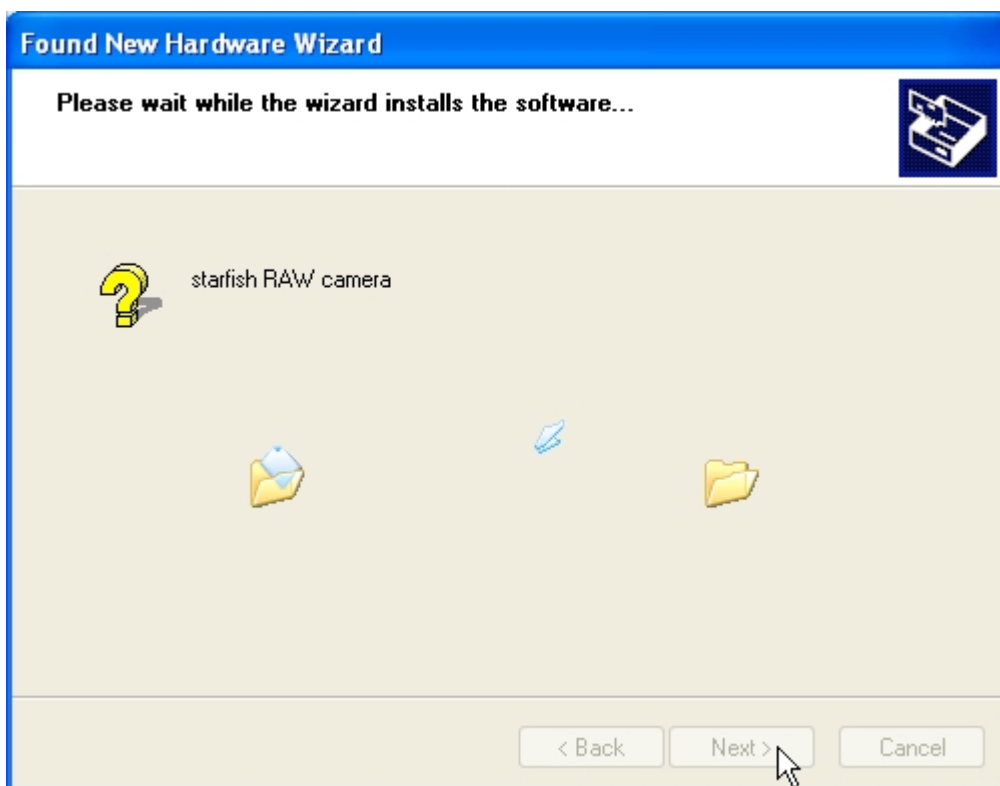 Found New Hardware Wizard
Please wait while the wizard installs the software...
starfish RAW camera
< Back
Next >
Cancel